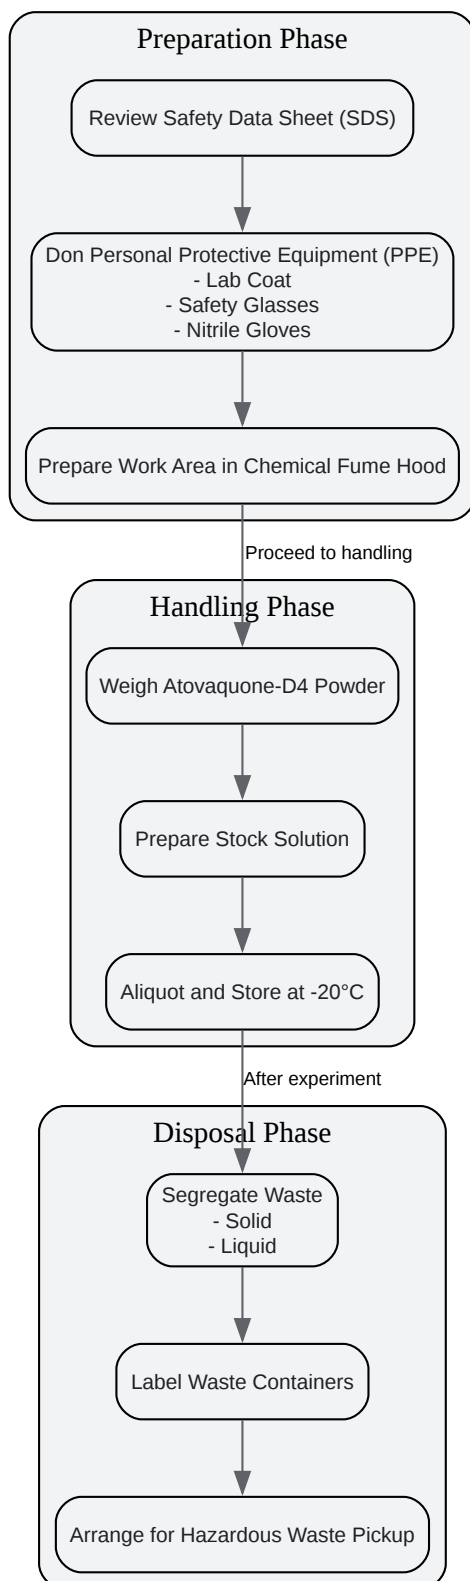 Preparation Phase
Review Safety Data Sheet (SDS)
Don Personal Protective Equipment (PPE)
- Lab Coat
- Safety Glasses
- Nitrile Gloves
Prepare Work Area in Chemical Fume Hood
Proceed to handling
Handling Phase
Weigh Atovaquone-D4 Powder
Prepare Stock Solution
Aliquot and Store at -20°C
After experiment
Disposal Phase
Segregate Waste
- Solid
- Liquid
Label Waste Containers
Arrange for Hazardous Waste Pickup